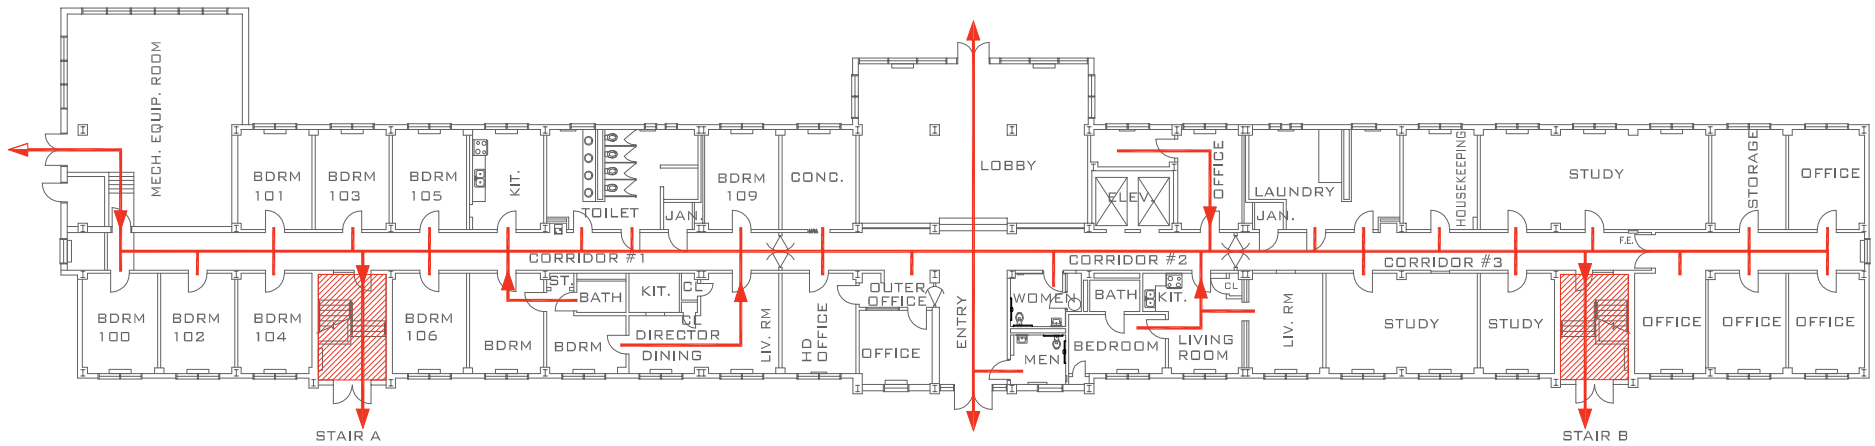 MECH. EQUIP. ROOM
BDRM
101
BDRM
103
BDRM
105
KIT.
TOILET
JAN.
BDRM
109
CONC.
LOBBY
ELEV.
OFFICE
LAUNDRY
JAN.
HOUSEKEEPING
STUDY
STORAGE
OFFICE
F.E.
CORRIDOR #1
CORRIDOR #2
CORRIDOR #3
BDRM
100
BDRM
102
BDRM
104
BDRM
106
BDRM
ST.
BATH
BDRM
KIT.
CL
CL
DIRECTOR
DINING
LIV. RM
HD
OFFICE
OUTER
OFFICE
OFFICE
ENTRY
WOMEN
MEN
BATH
KIT.
CL
BEDROOM
LIVING
ROOM
LIV. RM
STUDY
STUDY
OFFICE
OFFICE
OFFICE
STAIR A
STAIR B